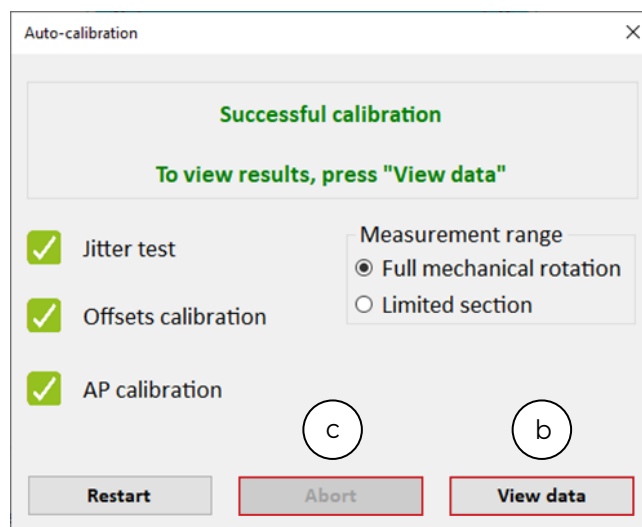 Auto-calibration
Successful calibration
To view results, press "View data"
Jitter test
Offsets calibration
AP calibration
Measurement range
Full mechanical rotation
Limited section
c
b
Restart
Abort
View data